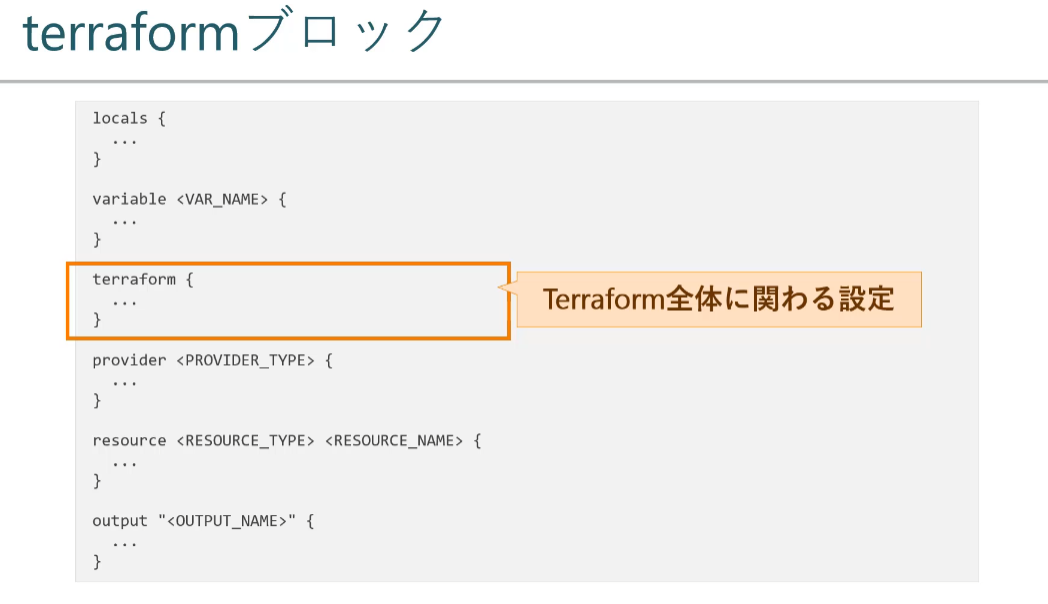 terraformブロック
locals {
...
}
variable <VAR_NAME> {
...
}
terraform {
...
}
Terraform全体に関わる設定
provider <PROVIDER_TYPE> {
...
}
resource <RESOURCE_TYPE> <RESOURCE_NAME> {
...
}
output "<OUTPUT_NAME>" {
...
}